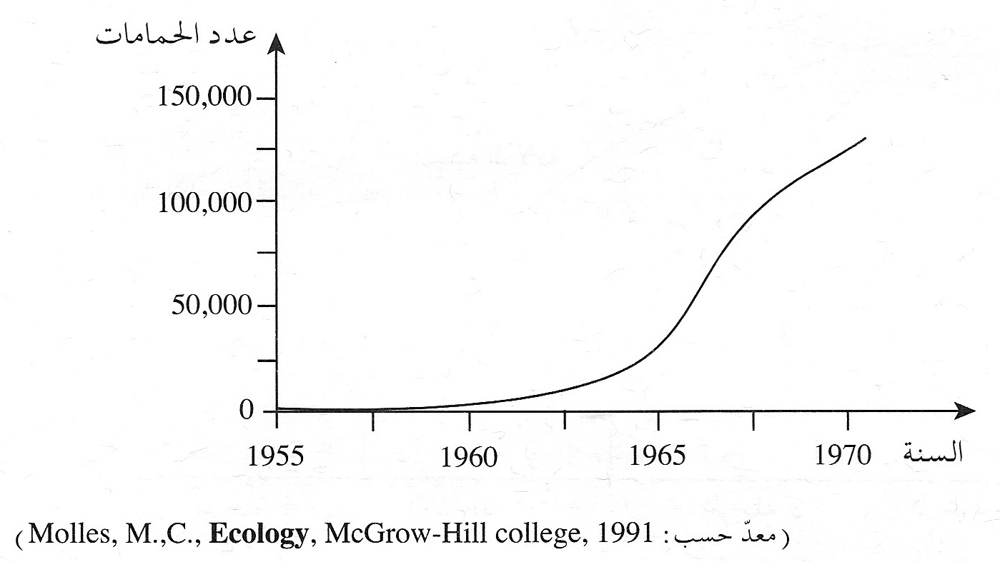 عدد الحمامات
150,000
100,000
50,000
0
1955 1960 1965 1970 السنة
(معدّ حسب: Molles, M.,C., Ecology, McGrow-Hill college, 1991)